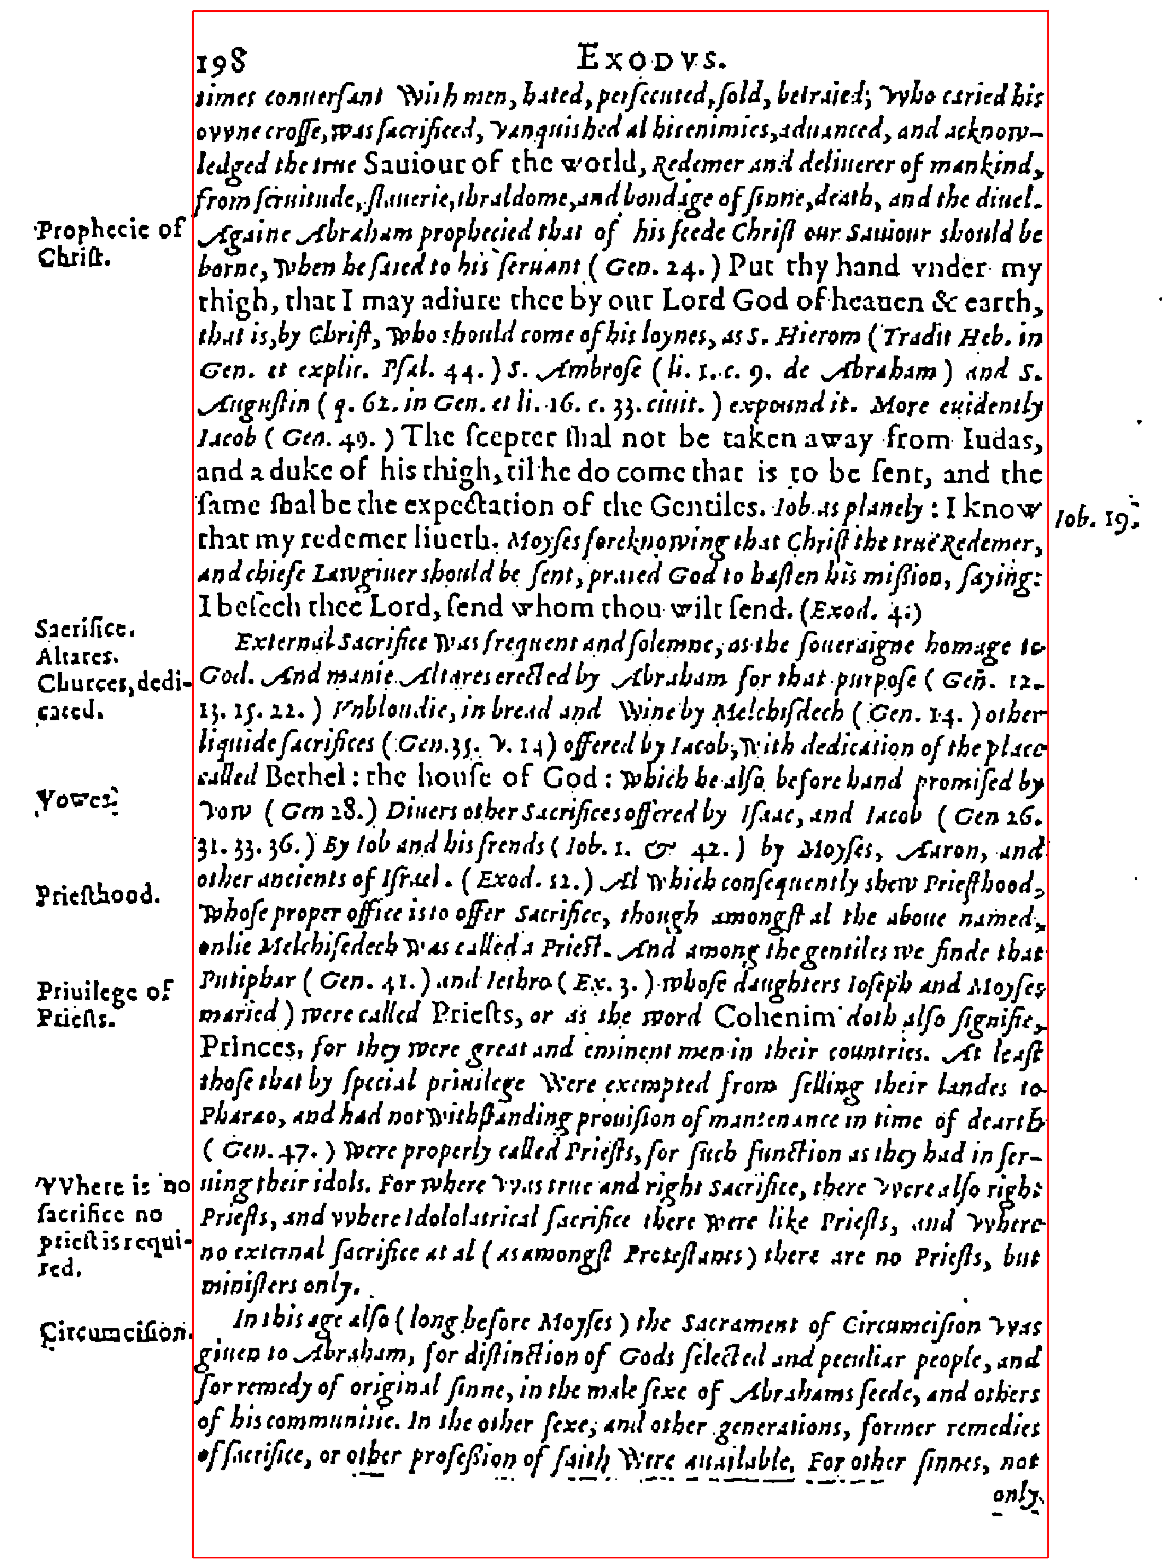 198 EXODVS.
times conuersant with men, hated, persecuted, sold, betraied; vvho caried his
ovvne crosse, was sacrificed, vanquished al his enimies, aduanced, and acknow-
ledged the true Sauiour of the world, Redemer and deliuerer of mankind,
from seruitude, slauerie, thraldome, and bondage of sinne, death, and the diuel.
Prophecie of
Christ.
Againe Abraham prophecied that of his seede Christ our Sauiour should be
borne, when he saied to his seruant (Gen. 24.) Put thy hand vnder my
thigh, that I may adiure thee by our Lord God of heauen & earth,
that is, by Christ, who should come of his loynes, as S. Hierom (Tradit Heb. in
Gen. et explic. Psal. 44.) S. Ambrose (li. 1. c. 9. de Abraham) and S.
Augustin (q. 62. in Gen. et li. 16. c. 33. ciuit.) expound it. More euidently
Iacob (Gen. 49.) The scepter shal not be taken away from Iudas,
and a duke of his thigh, til he do come that is to be sent, and the
same shal be the expectation of the Gentiles. Iob as planely: I know
Iob. 19.
that my redemer liueth. Moyses foreknowing that Christ the true Redemer,
and chiefe Lawgiuer should be sent, praied God to hasten his mission, saying:
I besech thee Lord, send whom thou wilt send. (Exod. 4.)
Sacrifice.
Altares.
Churces, dedi-
cated.
External Sacrifice was frequent and solemne, as the soueraigne homage to
God. And manie Altares erected by Abraham for that purpose (Gen. 12.
13. 15. 22.) Vnbloudie, in bread and wine by Melchisdech (Gen. 14.) other
liquide sacrifices (Gen. 35. v. 14) offered by Iacob, with dedication of the place
called Bethel: the house of God: which he also before hand promised by
Vowes.
vow (Gen 28.) Diuers other Sacrifices offered by Isaac, and Iacob (Gen 26.
31. 33. 36.) By Iob and his frends (Iob. 1. & 42.) by Moyses, Aaron, and
other ancients of Israel. (Exod. 12.) Al which consequently shew Priesthood,
Priesthood.
whose proper office is to offer Sacrifice, though amongst al the aboue named,
onlie Melchisedech was called a Priest. And among the gentiles we finde that
Putiphar (Gen. 41.) and Iethro (Ex. 3.) whose daughters Ioseph and Moyses
Priuilege of
Priests.
maried) were called Priests, or as the word Cohenim doth also signifie,
Princes, for they were great and eminent men in their countries. At least
those that by special priuilege were exempted from selling their landes to
Pharao, and had notwithstanding prouision of mantenance in time of dearth
(Gen. 47.) were properly called Priests, for such function as they had in ser-
VVhere is no
sacrifice no
priest is requi-
red.
uing their idols. For where vvas true and right Sacrifice, there vvere also right
Priests, and vvhere Idololatrical sacrifice there were like Priests, and vvhere
no external sacrifice at al (as amongst Protestants) there are no Priests, but
ministers only.
Circumcision.
In this age also (long before Moyses) the Sacrament of Circumcision vvas
giuen to Abraham, for distinction of Gods selected and peculiar people, and
for remedy of original sinne, in the male sexe of Abrahams seede, and others
of his communitie. In the other sexe, and other generations, former remedies
of sacrifice, or other profession of faith were auailable. For other sinnes, not
only.